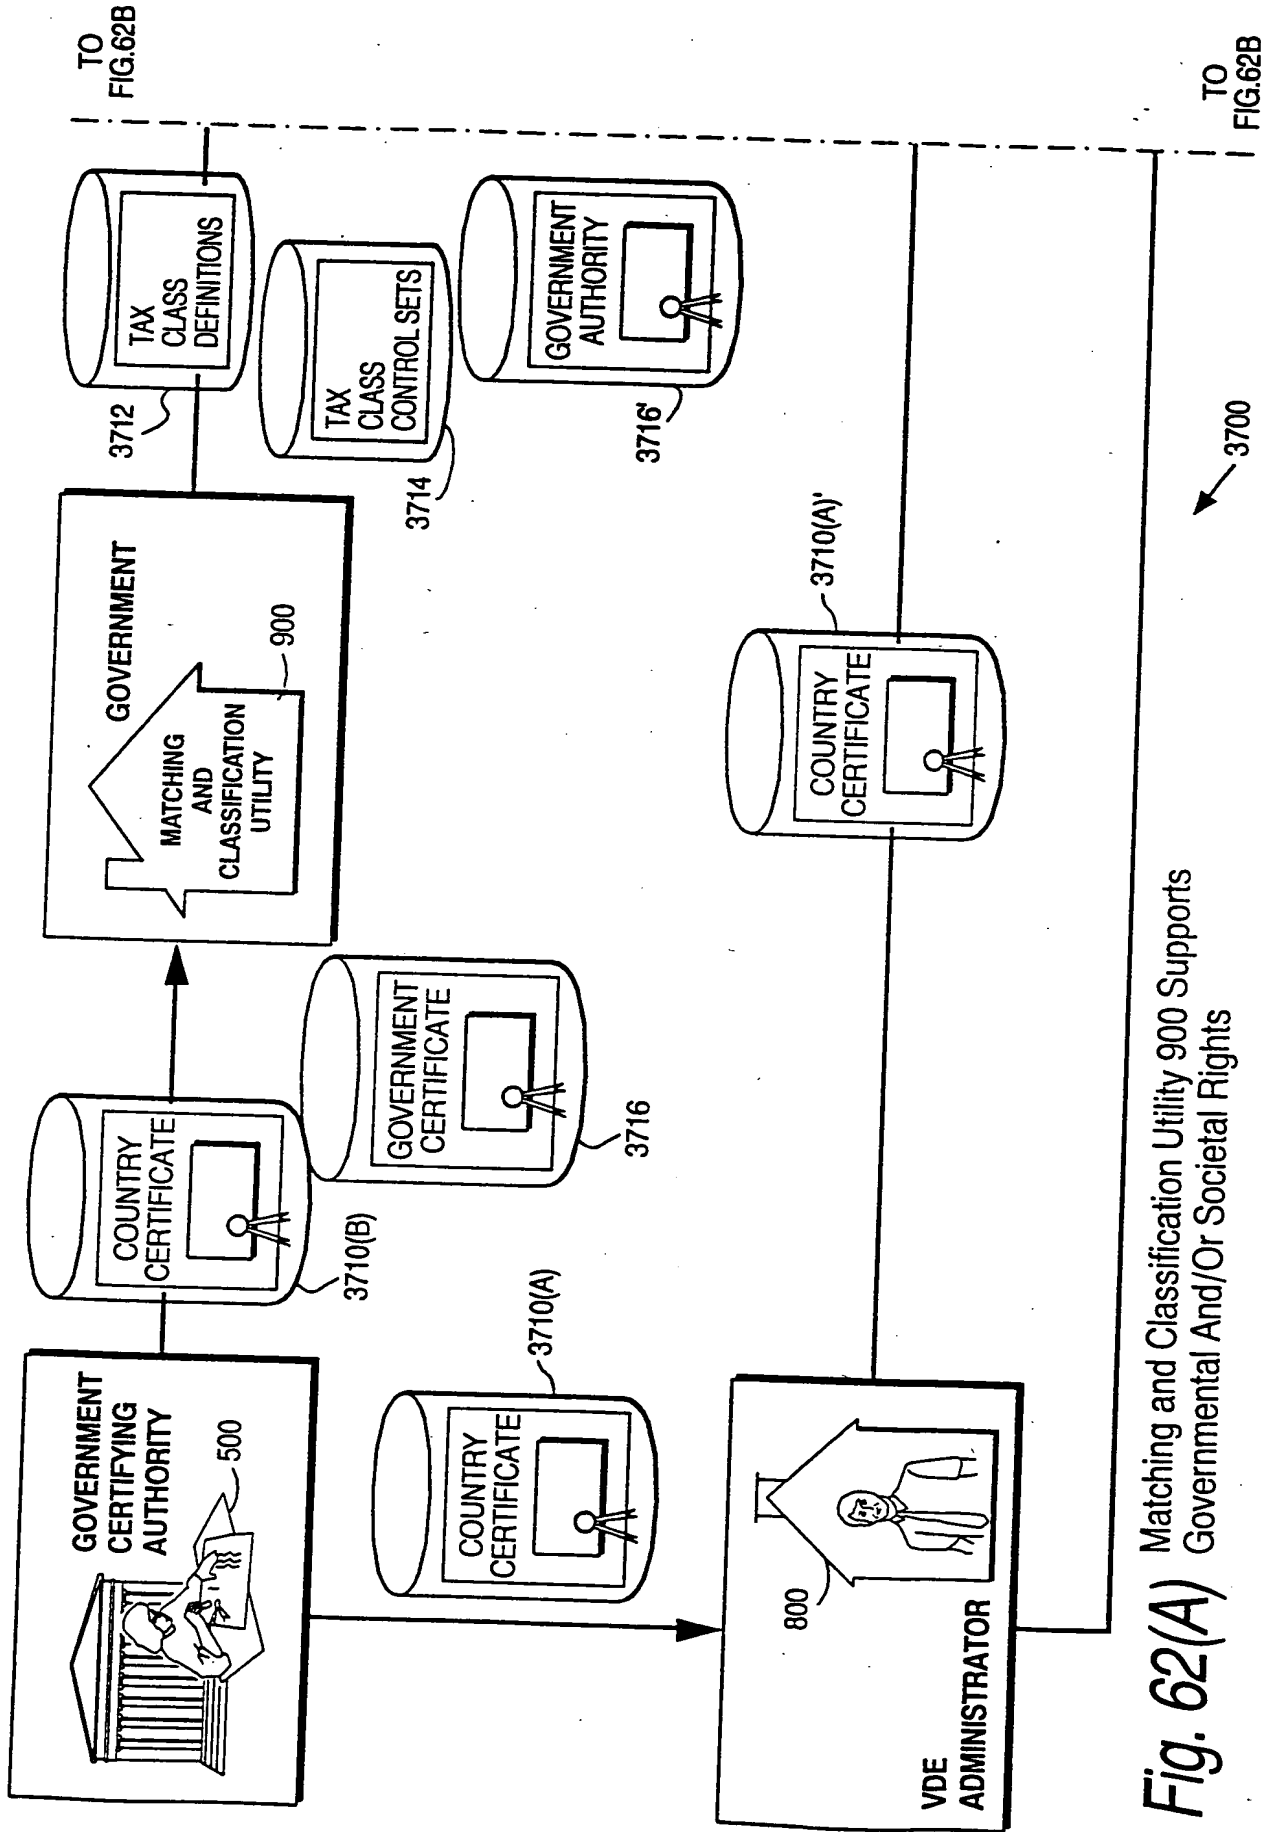 GOVERNMENT
CERTIFYING
AUTHORITY
500
COUNTRY
CERTIFICATE
3710(B)
GOVERNMENT
CERTIFICATE
3716
GOVERNMENT
MATCHING
AND
CLASSIFICATION
UTILITY
900
TAX
CLASS
DEFINITIONS
3712
TAX
CLASS
CONTROL SETS
3714
GOVERNMENT
AUTHORITY
3716'
TO
FIG.62B
COUNTRY
CERTIFICATE
3710(A)
COUNTRY
CERTIFICATE
3710(A)'
800
VDE
ADMINISTRATOR
3700
TO
FIG.62B
Fig. 62(A) Matching and Classification Utility 900 Supports
Governmental And/Or Societal Rights